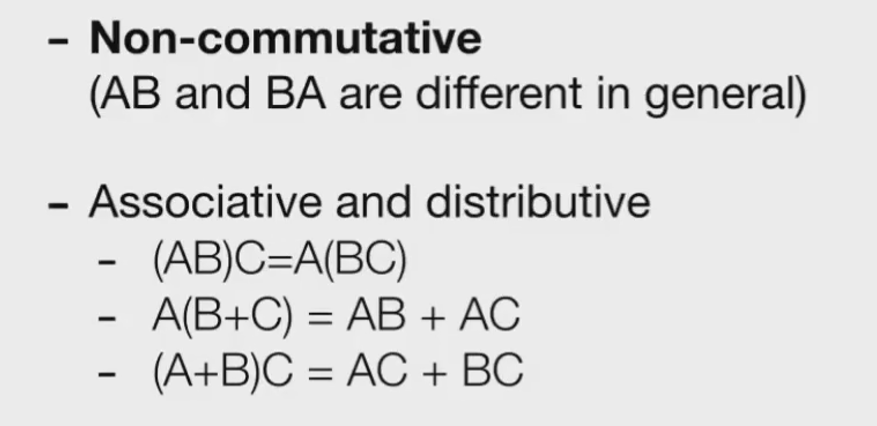 - Non-commutative
(AB and BA are different in general)
- Associative and distributive
- (AB)C=A(BC)
- A(B+C) = AB + AC
- (A+B)C = AC + BC